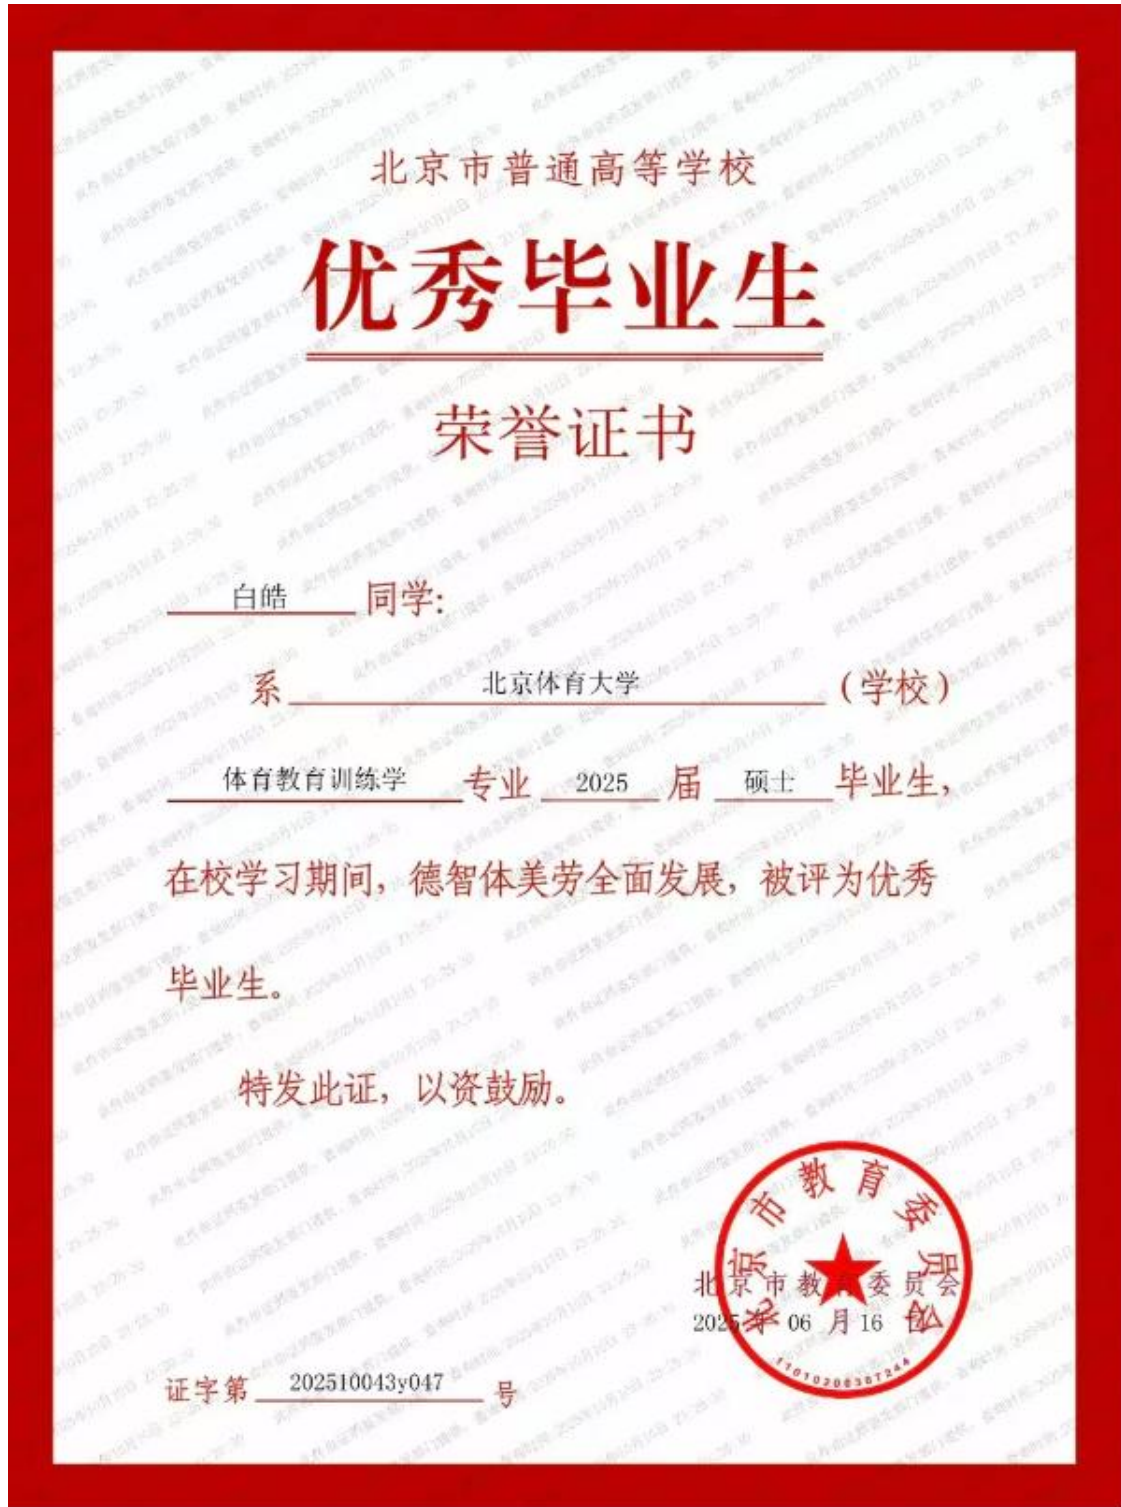 北京市普通高等学校
优秀毕业生
荣誉证书
白皓 同学:
系 北京体育大学 (学校)
体育教育训练学 专业 2025 届 硕士 毕业生,
在校学习期间, 德智体美劳全面发展, 被评为优秀
毕业生。
特发此证, 以资鼓励。
北京市教育委员会
北京市教育委员会
2025 年 06 月 16 日
证字第 202510043y047 号